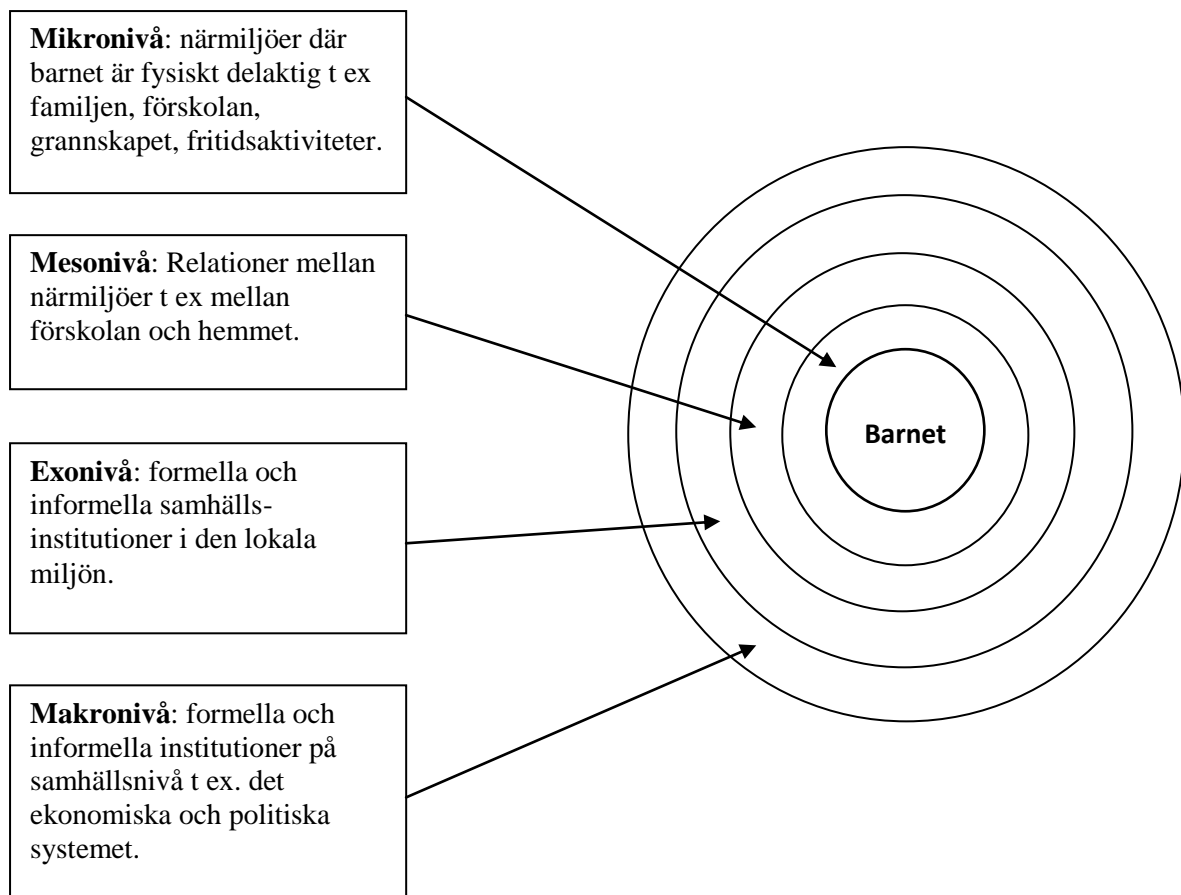 Mikronivå: närmiljöer där
barnet är fysiskt delaktig t ex
familjen, förskolan,
grannskapet, fritidsaktiviteter.
Mesonivå: Relationer mellan
närmiljöer t ex mellan
förskolan och hemmet.
Exonivå: formella och
informella samhälls-
institutioner i den lokala
miljön.
Makronivå: formella och
informella institutioner på
samhällsnivå t ex. det
ekonomiska och politiska
systemet.
Barnet